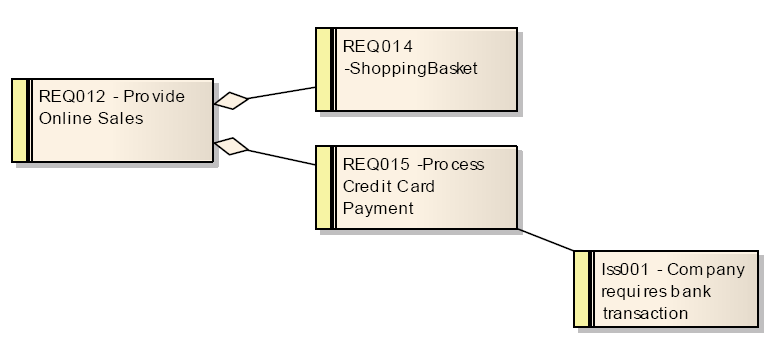 REQ012 - Provide
Online Sales
REQ014
-ShoppingBasket
REQ015 -Process
Credit Card
Payment
Iss001 - Company
requires bank
transaction